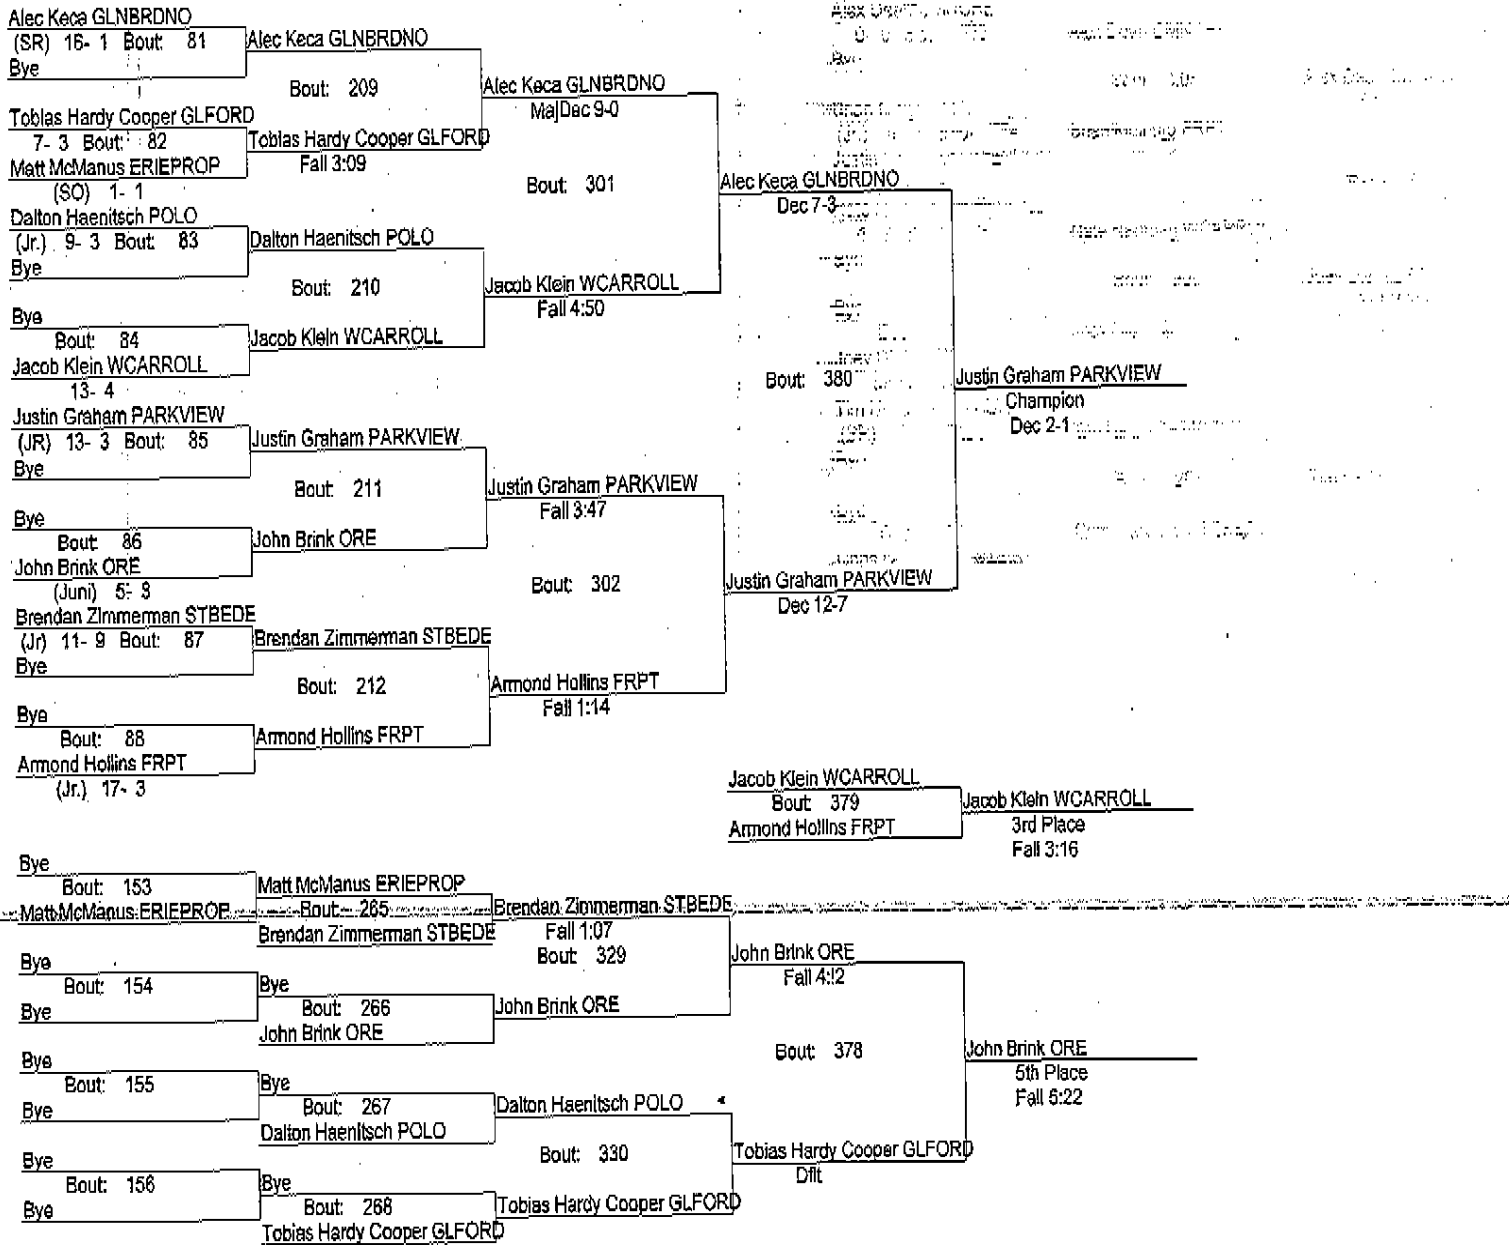 Alec Keca GLNBRDNO
(SR) 16- 1 Bout: 81
Bye
Alec Keca GLNBRDNO
Bout: 209
Tobias Hardy Cooper GLFORD
7- 3 Bout: 82
Matt McManus ERIEPROP
(SO) 1- 1
Tobias Hardy Cooper GLFORD
Fall 3:09
Alec Keca GLNBRDNO
MajDec 9-0
Bout: 301
Dalton Haenitsch POLO
(Jr.) 9- 3 Bout: 83
Bye
Dalton Haenitsch POLO
Bout: 210
Bye
Bout: 84
Jacob Klein WCARROLL
13- 4
Jacob Klein WCARROLL
Jacob Klein WCARROLL
Fall 4:50
Alec Keca GLNBRDNO
Dec 7-3
Bout: 380
Justin Graham PARKVIEW
Champion
Dec 2-1
Justin Graham PARKVIEW
(JR) 13- 3 Bout: 85
Bye
Justin Graham PARKVIEW
Bout: 211
Bye
Bout: 86
John Brink ORE
(Juni) 5- 3
John Brink ORE
Justin Graham PARKVIEW
Fall 3:47
Bout: 302
Brendan Zimmerman STBEDE
(Jr) 11- 9 Bout: 87
Bye
Brendan Zimmerman STBEDE
Bout: 212
Bye
Bout: 88
Armond Hollins FRPT
(Jr.) 17- 3
Armond Hollins FRPT
Armond Hollins FRPT
Fall 1:14
Justin Graham PARKVIEW
Dec 12-7
Jacob Klein WCARROLL
Bout: 379
Armond Hollins FRPT
Jacob Klein WCARROLL
3rd Place
Fall 3:16
Bye
Bout: 153
Matt McManus ERIEPROP
Matt McManus ERIEPROP
Bout: 265
Brendan Zimmerman STBEDE
Brendan Zimmerman STBEDE
Fall 1:07
Bout: 329
Bye
Bout: 154
Bye
Bye
Bout: 266
John Brink ORE
John Brink ORE
John Brink ORE
Bout: 378
Bye
Bout: 155
Bye
Bye
Bout: 267
Dalton Haenitsch POLO
Dalton Haenitsch POLO
Bout: 330
Bye
Bout: 156
Bye
Bye
Bout: 268
Tobias Hardy Cooper GLFORD
Tobias Hardy Cooper GLFORD
Tobias Hardy Cooper GLFORD
Dflt
John Brink ORE
5th Place
Fall 5:22